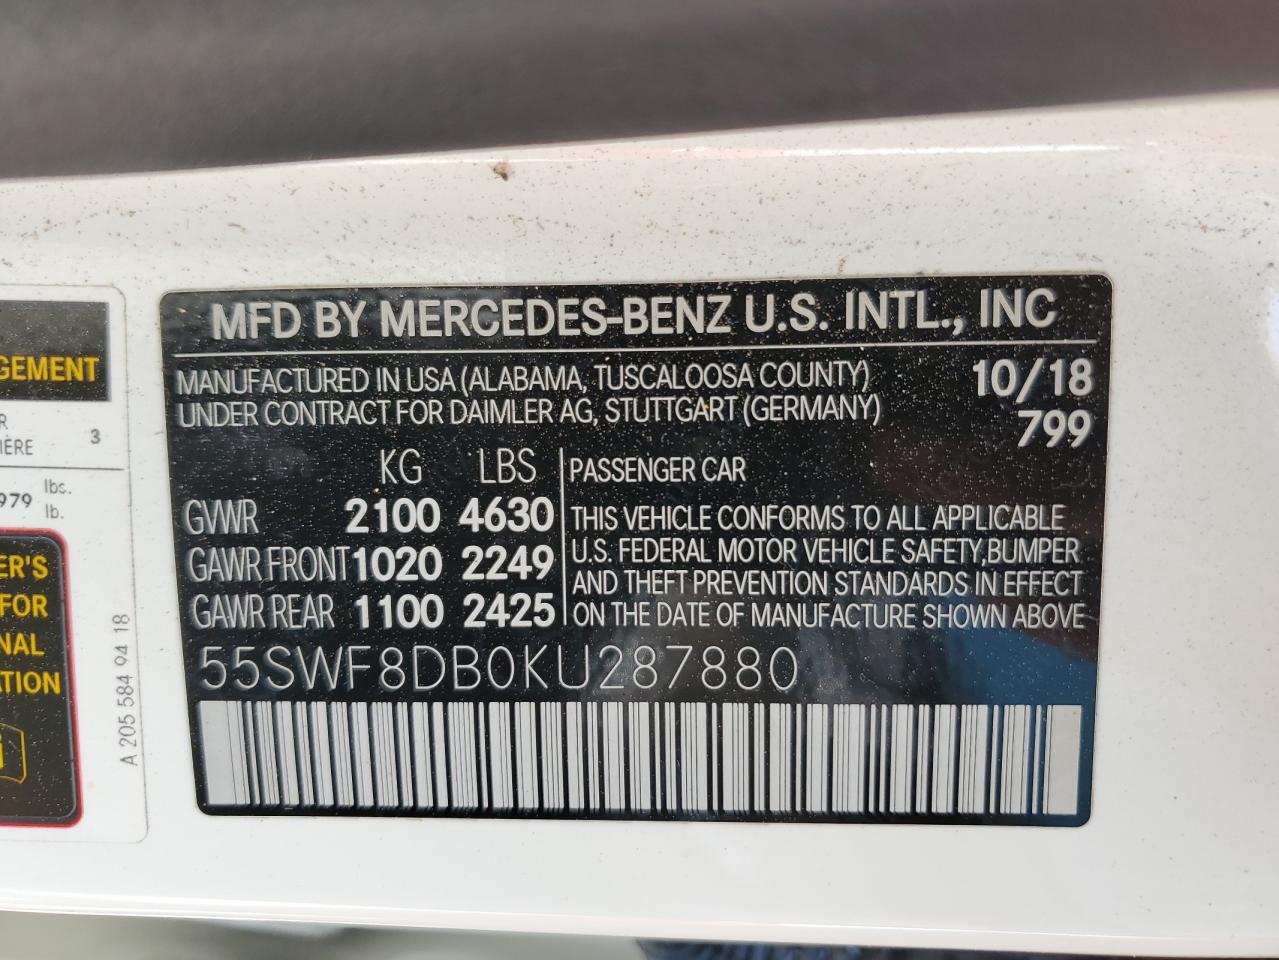 MFD BY MERCEDES-BENZ U.S. INTL., INC
MANUFACTURED IN USA (ALABAMA, TUSCALOOSA COUNTY) 10/18
UNDER CONTRACT FOR DAIMLER AG, STUTTGART (GERMANY) 799
KG LBS
GVWR 2100 4630
GAWR FRONT 1020 2249
GAWR REAR 1100 2425
PASSENGER CAR
THIS VEHICLE CONFORMS TO ALL APPLICABLE
U.S. FEDERAL MOTOR VEHICLE SAFETY, BUMPER
AND THEFT PREVENTION STANDARDS IN EFFECT
ON THE DATE OF MANUFACTURE SHOWN ABOVE
55SWF8DB0KU287880
GEMENT
R
IÈRE 3
979 lbs.
lb.
ER'S
FOR
NAL
TION
A 205 584 94 18